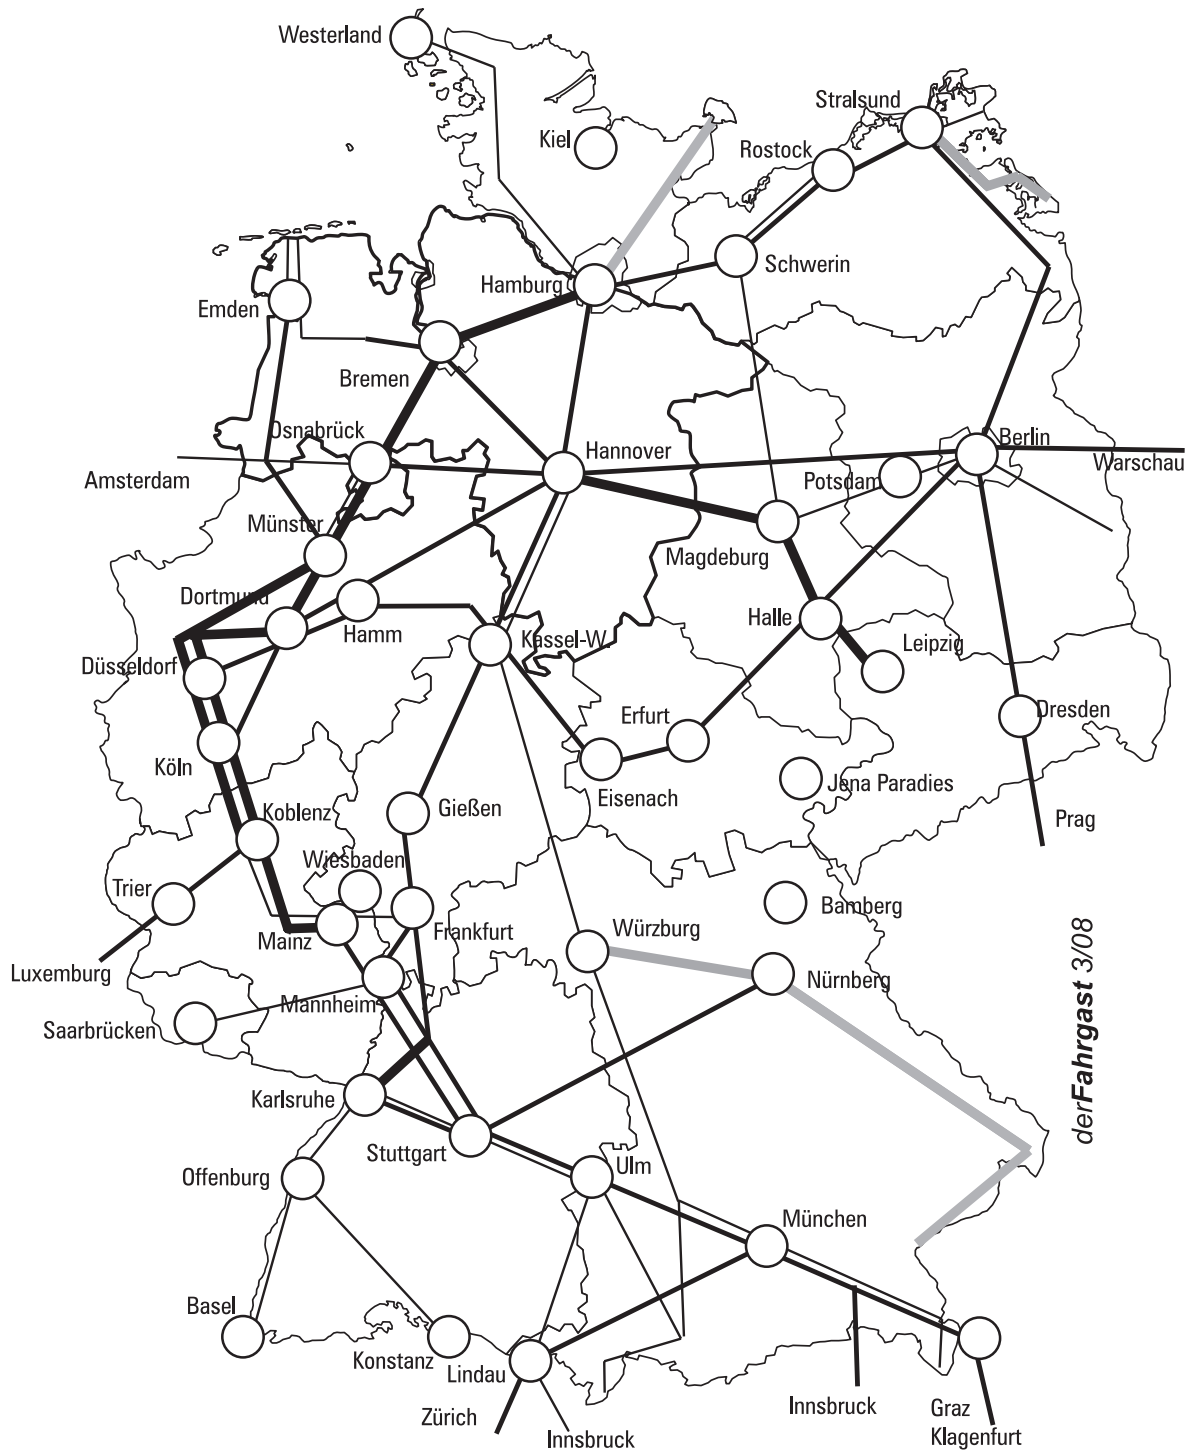 Westerland
Stralsund
Kiel
Rostock
Schwerin
Hamburg
Emden
Bremen
Osnabrück
Hannover
Berlin
Warschau
Amsterdam
Potsdam
Münster
Magdeburg
Dortmund
Hamm
Kassel-W.
Halle
Leipzig
Düsseldorf
Erfurt
Dresden
Köln
Eisenach
Jena Paradies
Koblenz
Gießen
Prag
Wiesbaden
Trier
Bamberg
Mainz
Frankfurt
Würzburg
Luxemburg
Nürnberg
Mannheim
Saarbrücken
derFahrgast 3/08
Karlsruhe
Stuttgart
Offenburg
Ulm
München
Basel
Konstanz
Lindau
Zürich
Innsbruck
Innsbruck
Graz
Klagenfurt